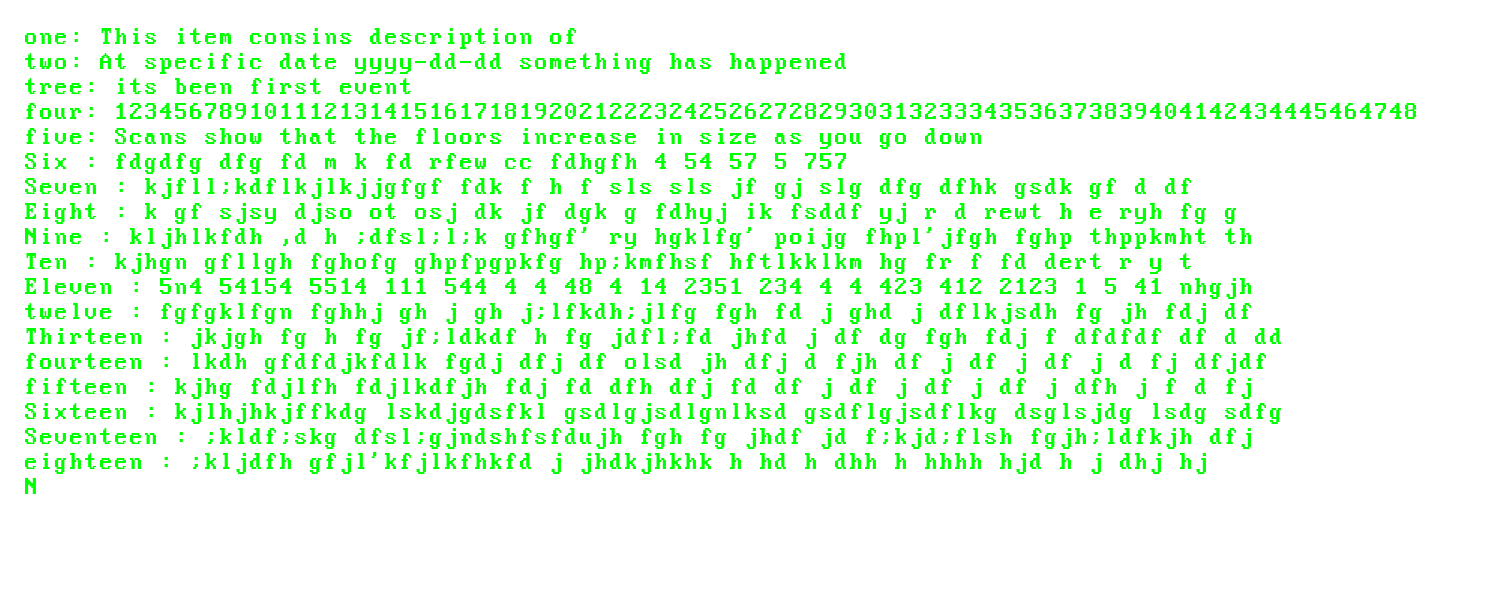 one: This item consins description of
two: At specific date yyyy-dd-dd something has happened
tree: its been first event
four: 123456789101112131415161718192021222324252627282930313233343536373839404142434445464748
five: Scans show that the floors increase in size as you go down
Six : fdgdfg dfg fd m k fd rfew cc fdhgfh 4 54 57 5 757
Seven : kjfll;kdflkjlkjjgfgf fdk f h f sls sls jf gj slg dfg dfhk gsdk gf d df
Eight : k gf sjsy djso ot osj dk jf dgk g fdhyj ik fsddf yj r d rewt h e ryh fg g
Nine : kljhlkfdh ,d h ;dfsl;l;k gfhgf' ry hgklfg' poijg fhpl'jfgh fghp thppkmht th
Ten : kjhgn gfllgh fghofg ghpfpgpkfg hp;kmfhsf hftlkklkm hg fr f fd dert r y t
Eleven : 5n4 54154 5514 111 544 4 4 48 4 14 2351 234 4 4 423 412 2123 1 5 41 nhgjh
twelve : fgfgklfgn fghhj gh j gh j;lfkdh;jlfg fgh fd j ghd j dflkjsdh fg jh fdj df
Thirteen : jkjgh fg h fg jf;ldkdf h fg jdfl;fd jhfd j df dg fgh fdj f dfdfdf df d dd
fourteen : lkdh gfdfdjkfdlk fgdj dfj df olsd jh dfj d fjh df j df j df j d fj dfjdf
fifteen : kjhg fdjlfh fdjlkdfjh fdj fd dfh dfj fd df j df j df j df j dfh j f d fj
Sixteen : kjlhjhkjffkdg lskdjgdsfkl gsdlgjsdlgnlksd gsdflgjsdflkg dsglsjdg lsdg sdfg
Seventeen : ;kldf;skg dfsl;gjndshfsfdujh fgh fg jhdf jd f;kjd;flsh fgjh;ldfkjh dfj
eighteen : ;kljdfh gfjl'kfjlkfhkfd j jhdkjhkhk h hd h dhh h hhhh hjd h j dhj hj
N